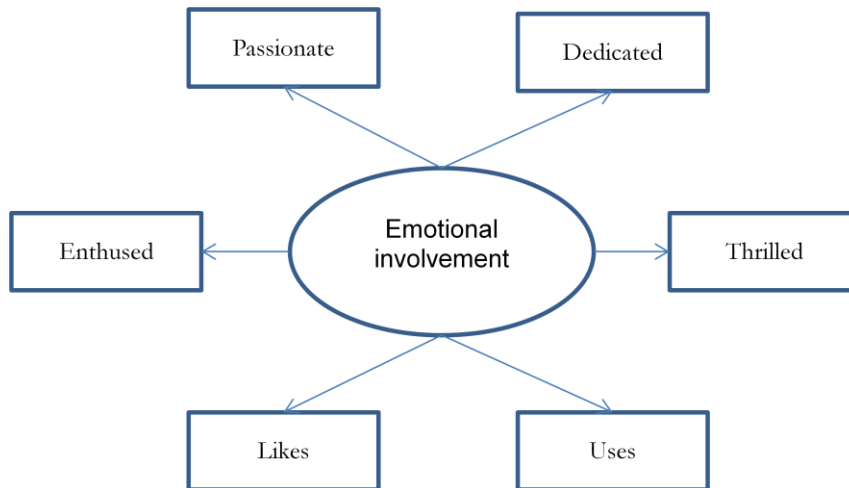 Passionate
Dedicated
Emotional
involvement
Enthused
Thrilled
Likes
Uses